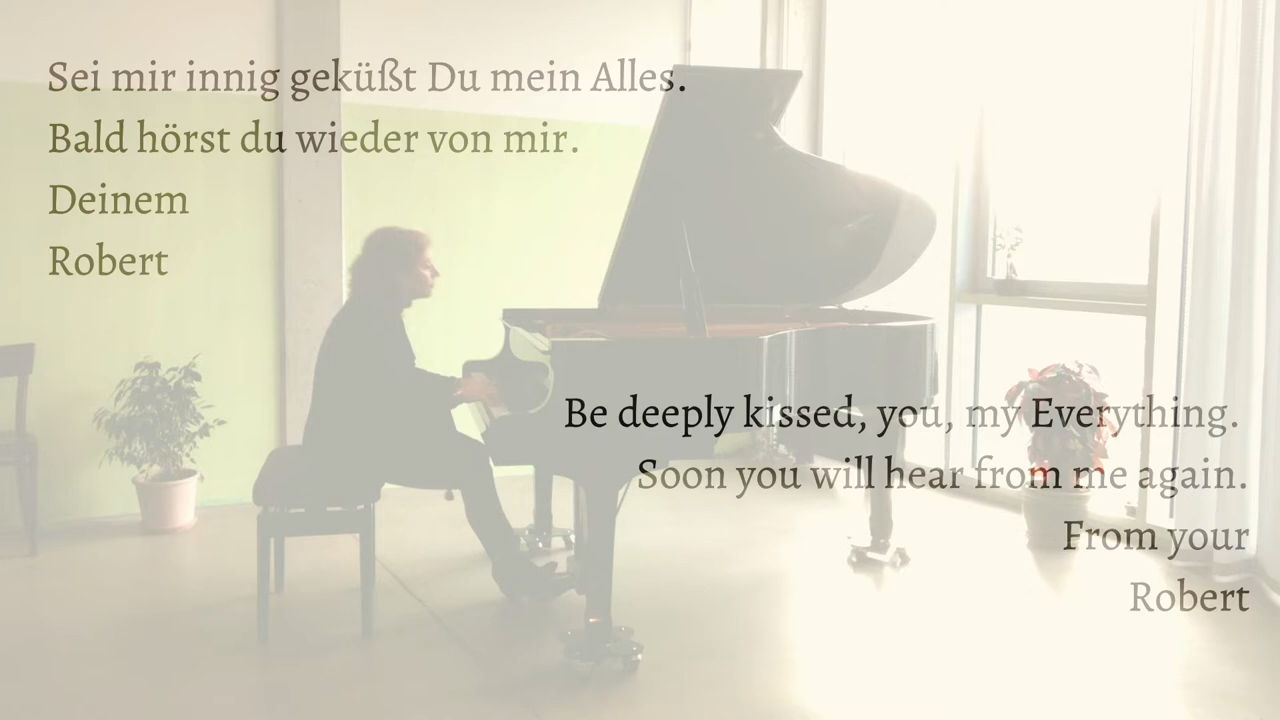 Sei mir innig geküßt Du mein Alles.
Bald hörst du wieder von mir.
Deinem
Robert
Be deeply kissed, you, my Everything.
Soon you will hear from me again.
From your
Robert